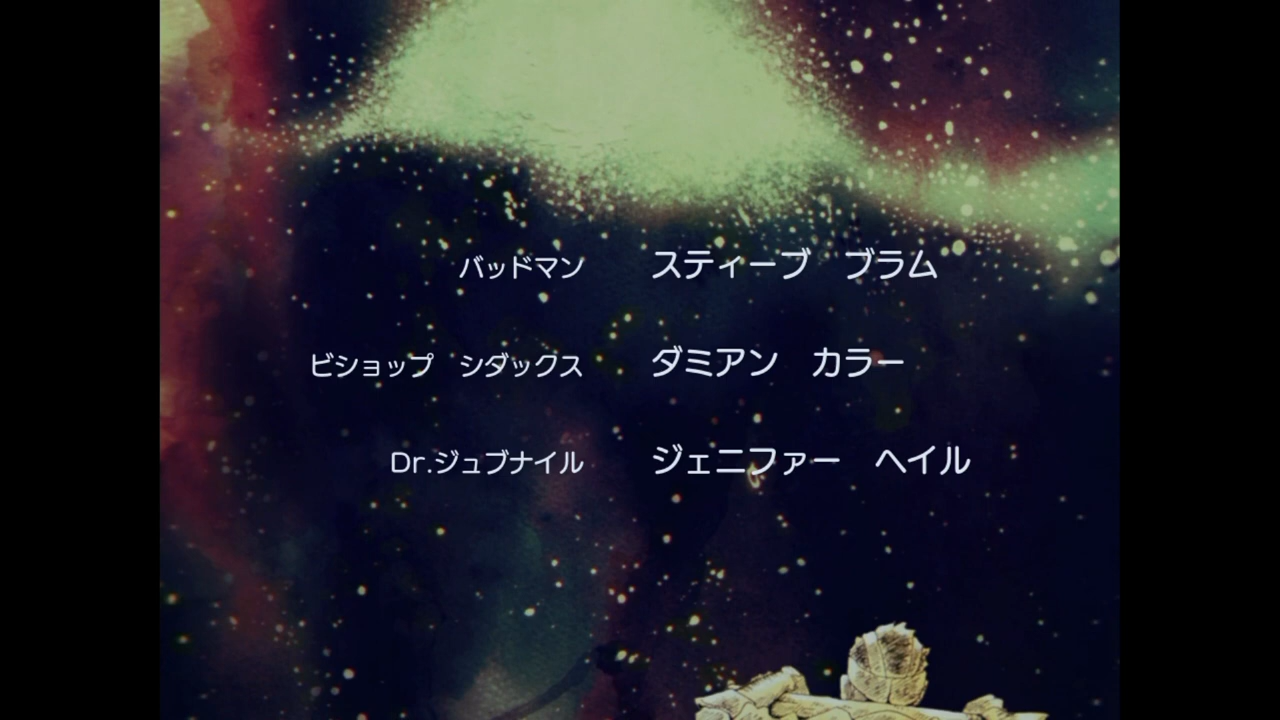 バッドマン　スティーブ　ブラム
ビショップ　シダックス　ダミアン　カラー
Dr.ジュブナイル　ジェニファー　ヘイル